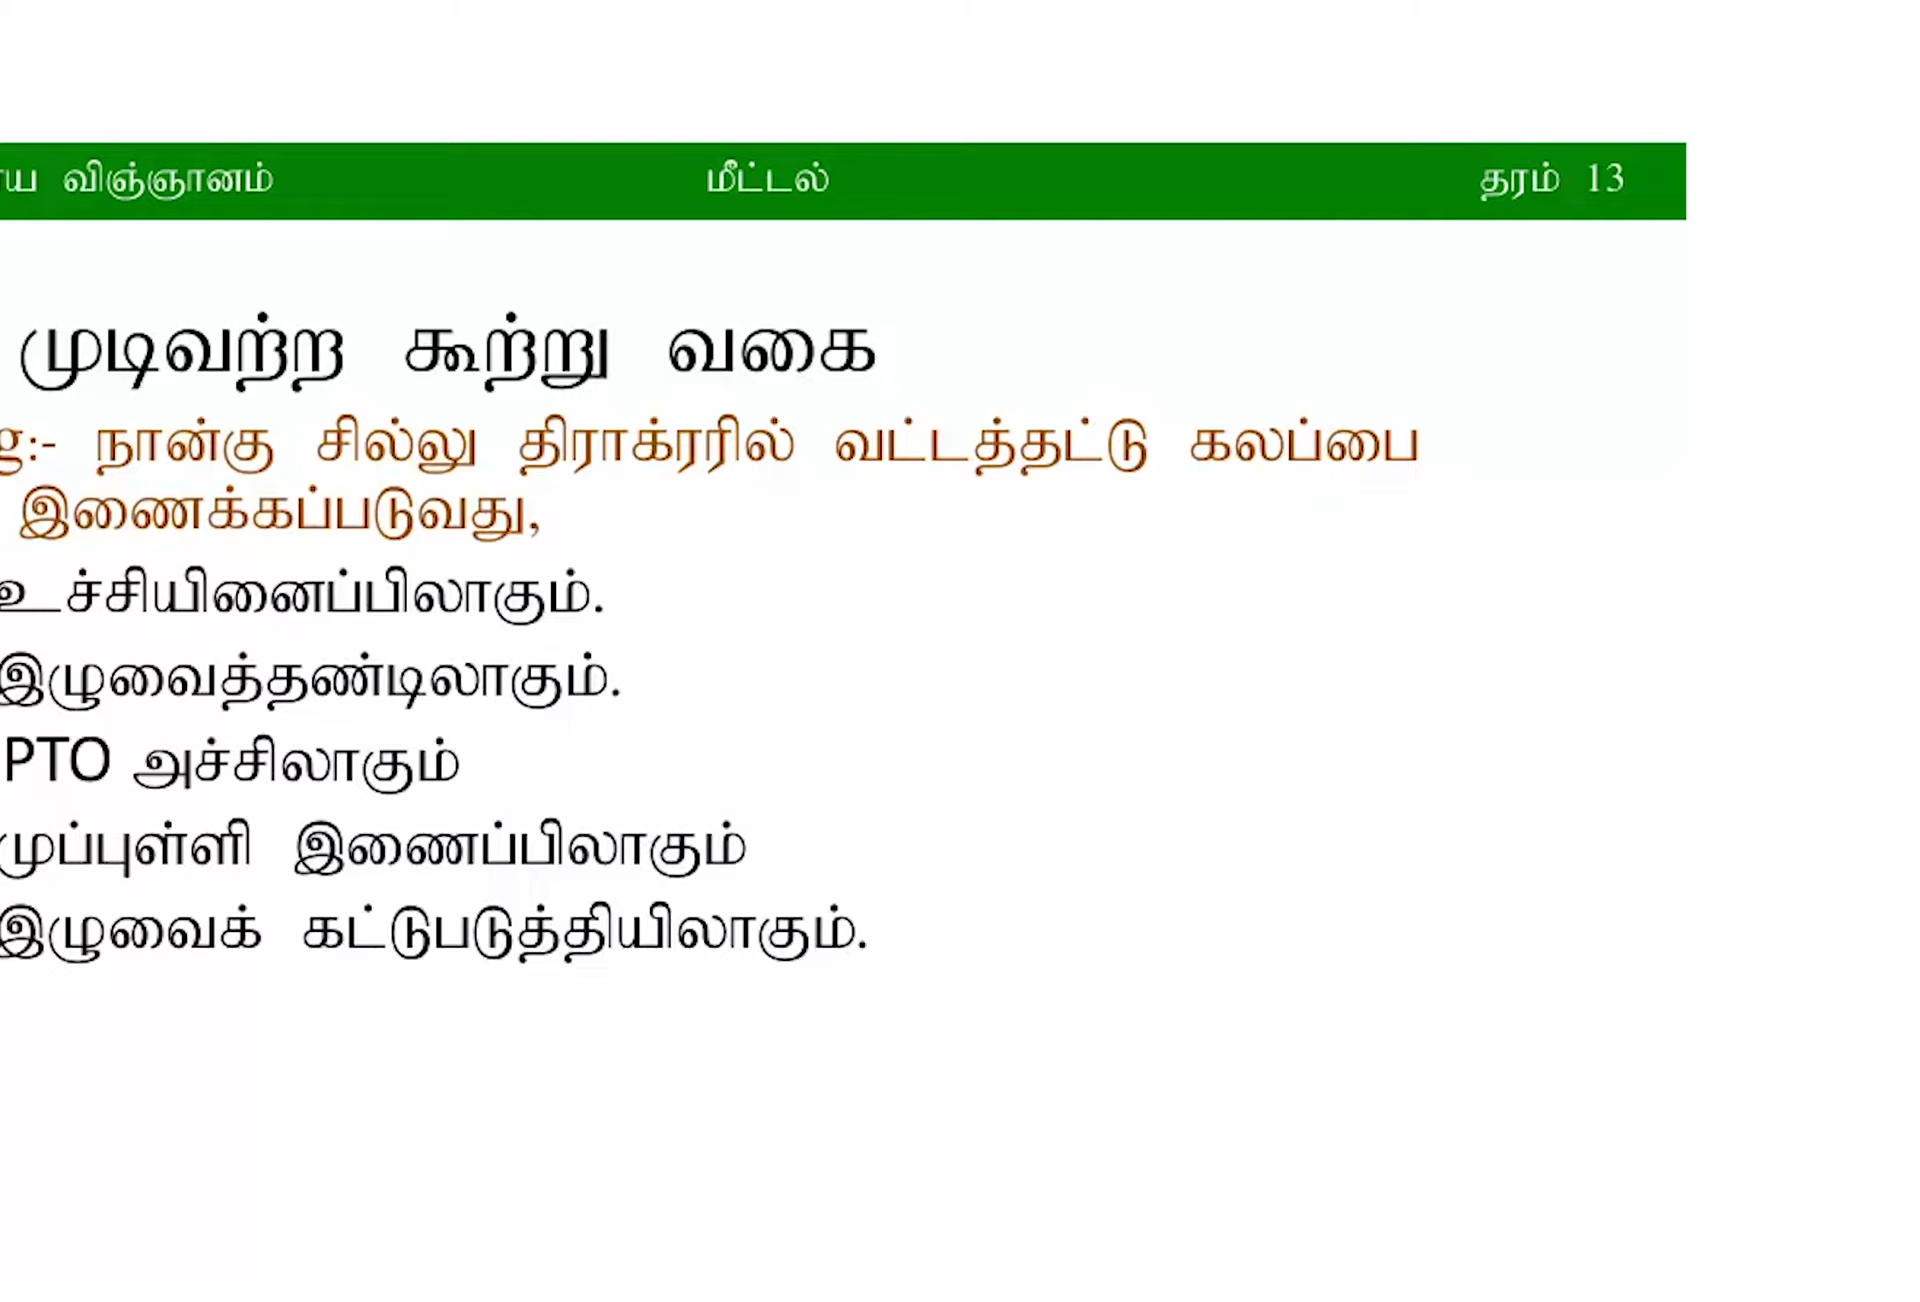 விஞ்ஞானம் மீட்டல் தரம் 13
முடிவற்ற கூற்று வகை
g:- நான்கு சில்லு திராக்ரரில் வட்டத்தட்டு கலப்பை
இணைக்கப்படுவது,
உச்சியினைப்பிலாகும்.
இழுவைத்தண்டிலாகும்.
PTO அச்சிலாகும்
முப்புள்ளி இணைப்பிலாகும்
இழுவைக் கட்டுபடுத்தியிலாகும்.